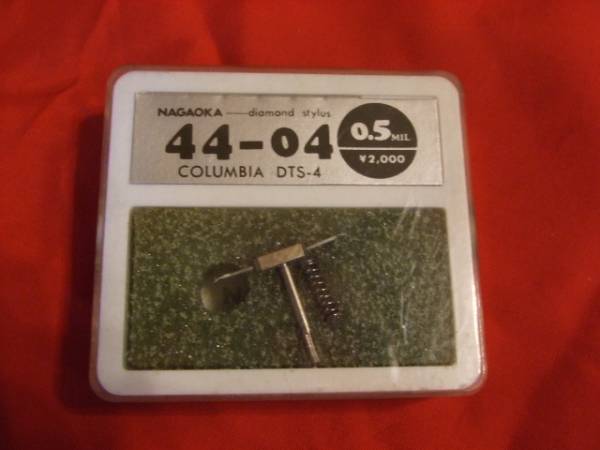 NAGAOKA — diamond stylus
44-04
COLUMBIA DTS-4
0.5 MIL
¥2,000